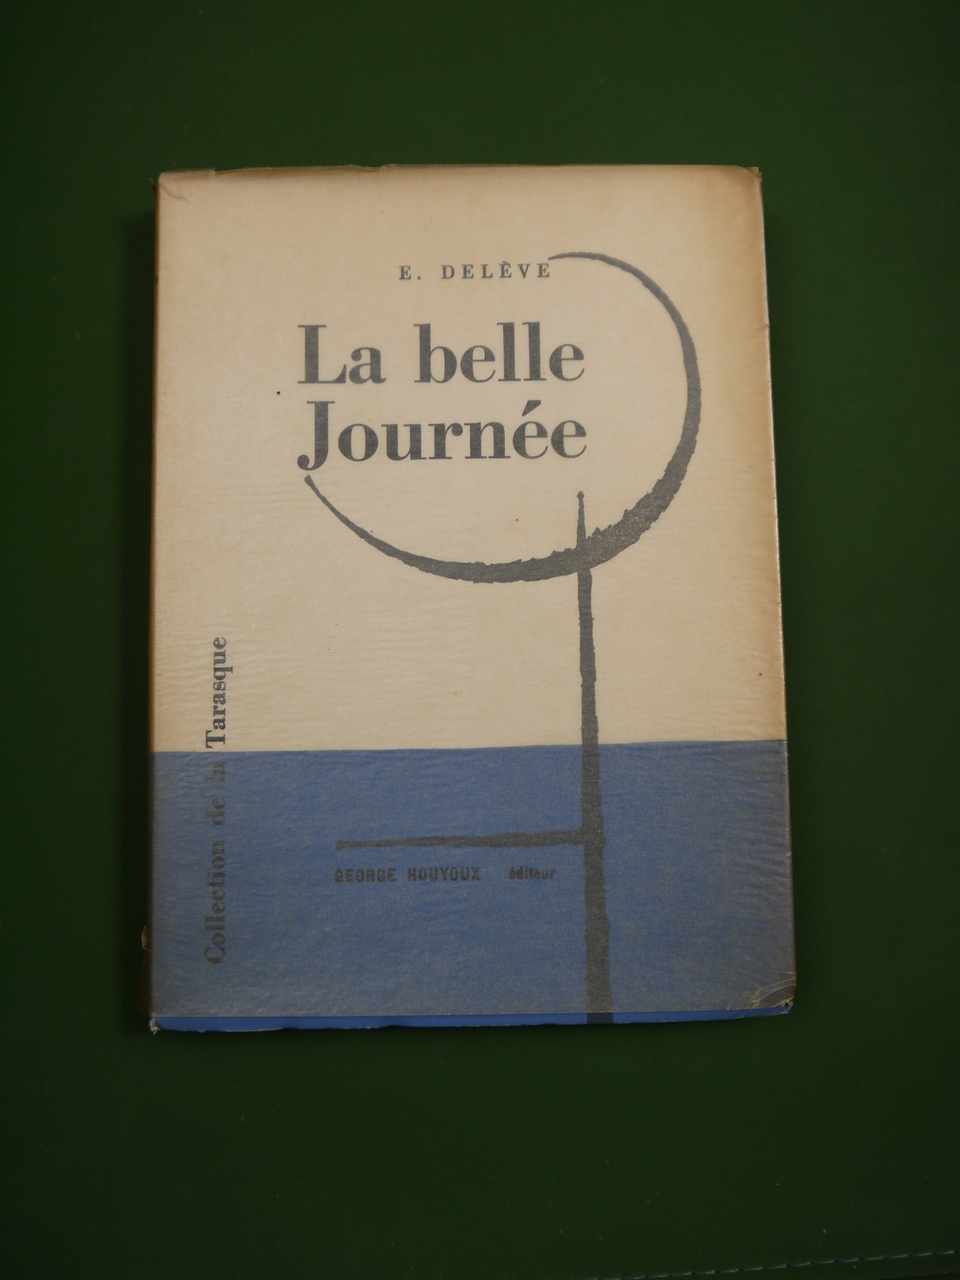 E. DELÈVE
La belle
Journée
Collection de la Tarasque
GEORGE HOUYOUX éditeur